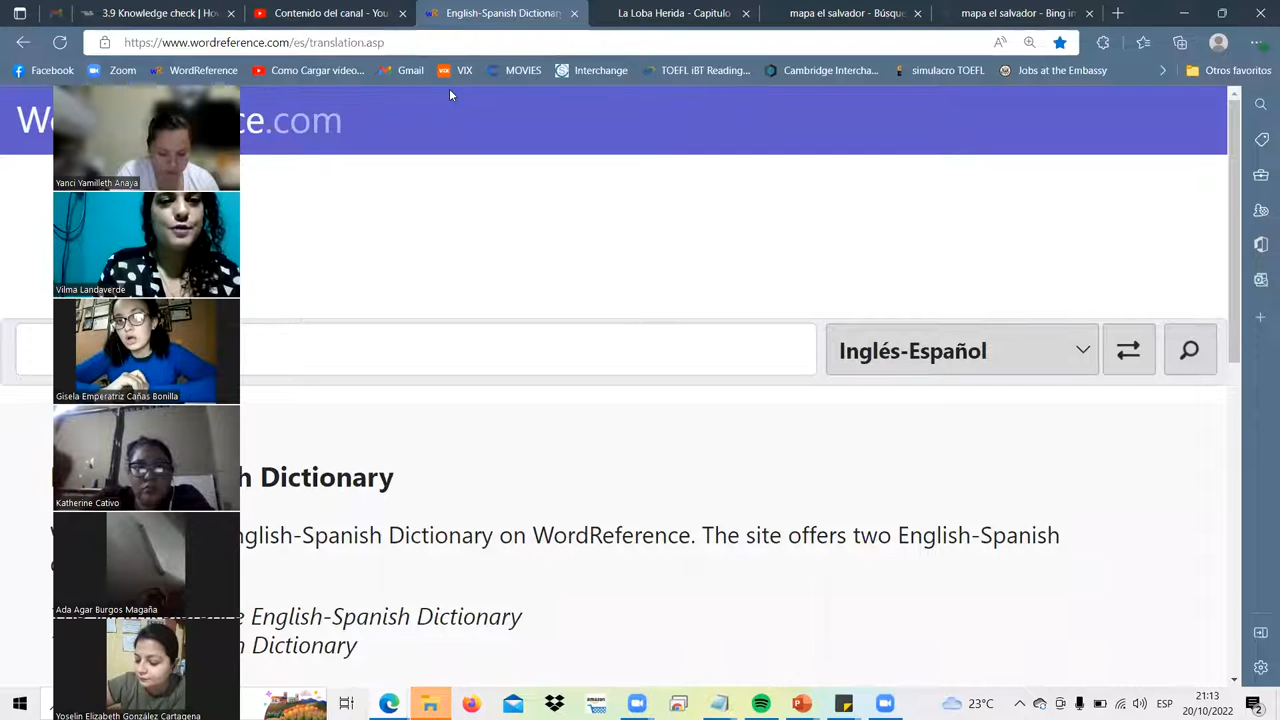 3.9 Knowledge check | Ho
Contenido del canal - You
English-Spanish Dictionary
La Loba Herida - Capitulo
mapa el salvador - Búsque
mapa el salvador - Bing im
https://www.wordreference.com/es/translation.asp
Facebook
Zoom
WordReference
Como Cargar vídeo...
Gmail
VIX
MOVIES
Interchange
TOEFL iBT Reading...
Cambridge Intercha...
simulacro TOEFL
Jobs at the Embassy
Otros favoritos
ce.com
Yanci Yamilleth Anaya
Vilma Landaverde
Inglés-Español
Gisela Emperatriz Cañas Bonilla
h Dictionary
Katherine Cativo
nglish-Spanish Dictionary on WordReference. The site offers two English-Spanish
Ada Agar Burgos Magaña
e English-Spanish Dictionary
h Dictionary
Yoselin Elizabeth González Cartagena
23°C
ESP
21:13
20/10/2022
2